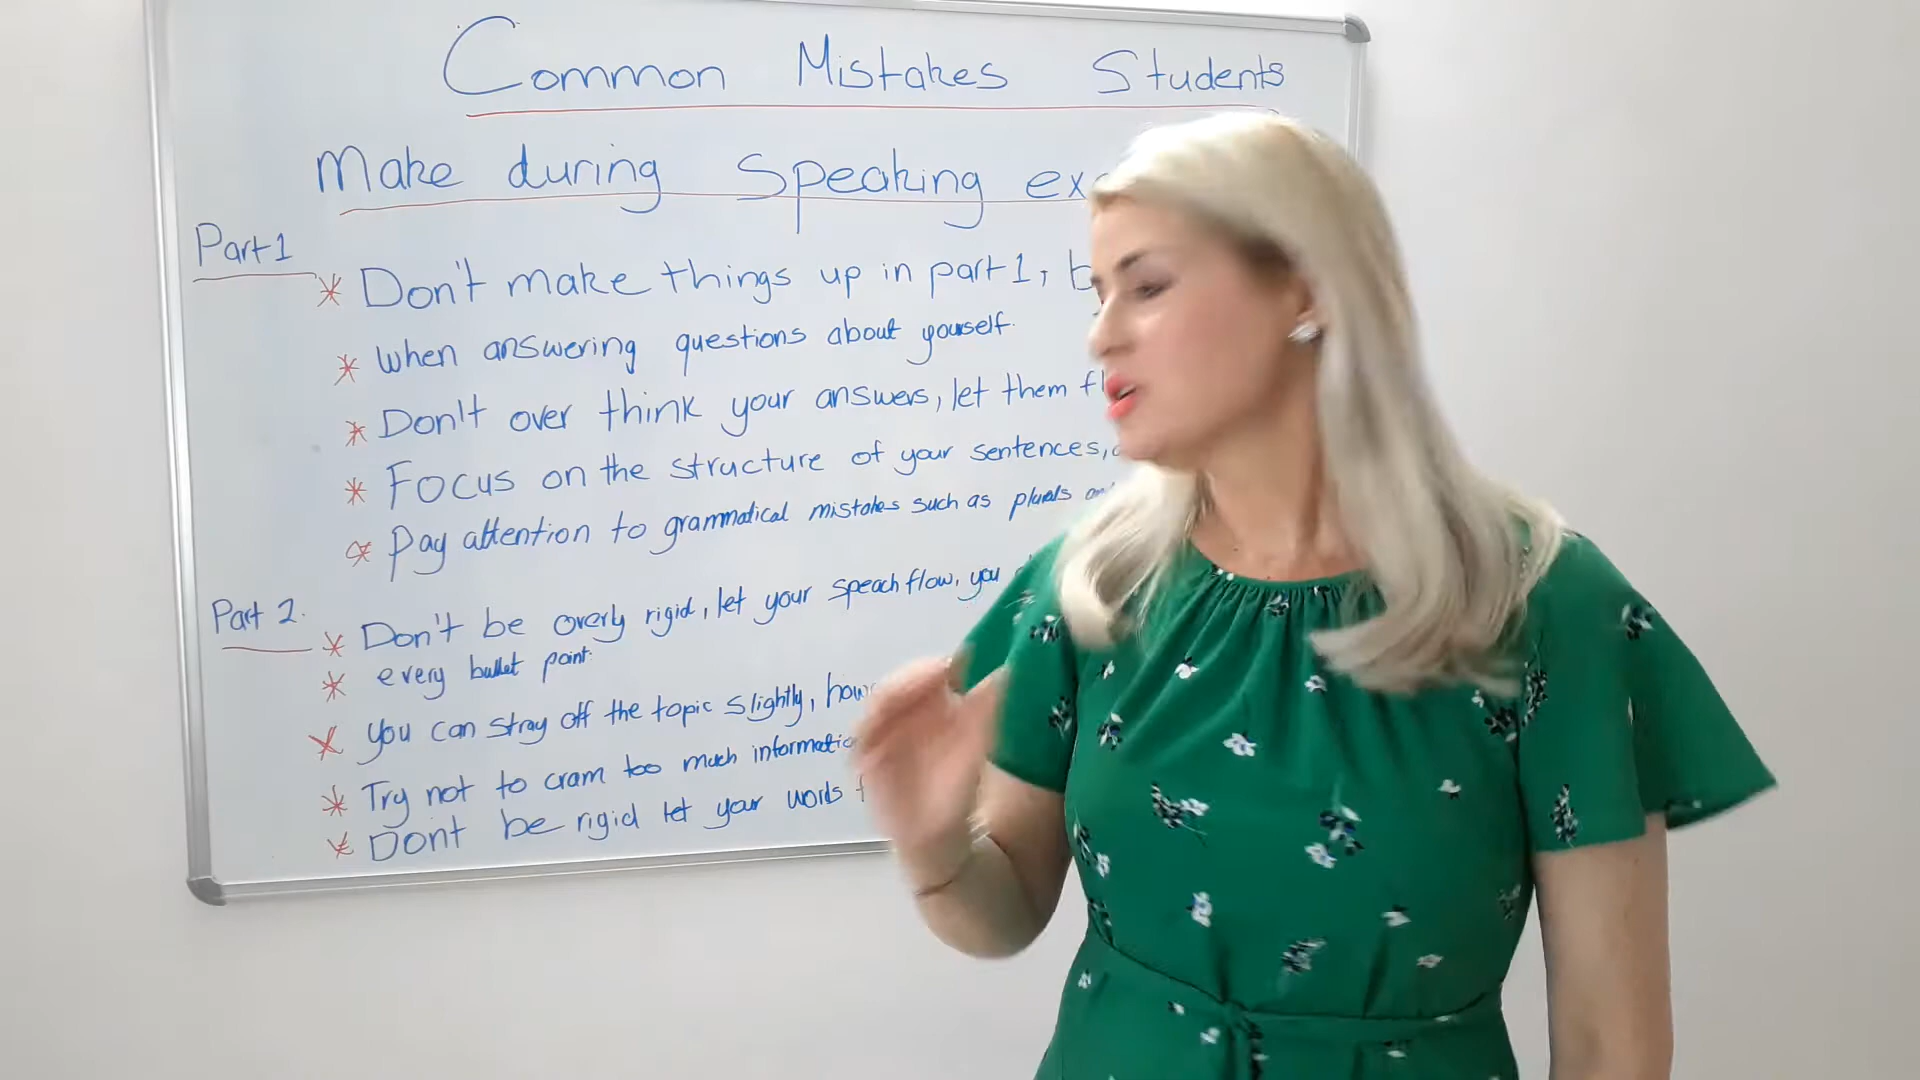 Common Mistakes Students
Make during Speaking
Part 1
* Don't make things up in part 1,
* when answering questions about yourself.
* Don't over think your answers, let them
* Focus on the structure of your sentences,
* Pay attention to grammatical mistakes such as plurals
Part 2.
* Don't be overly rigid, let your speach flow, you
* every bullet point.
* you can stray off the topic slightly,
* Try not to cram too much
* Dont be rigid let your words